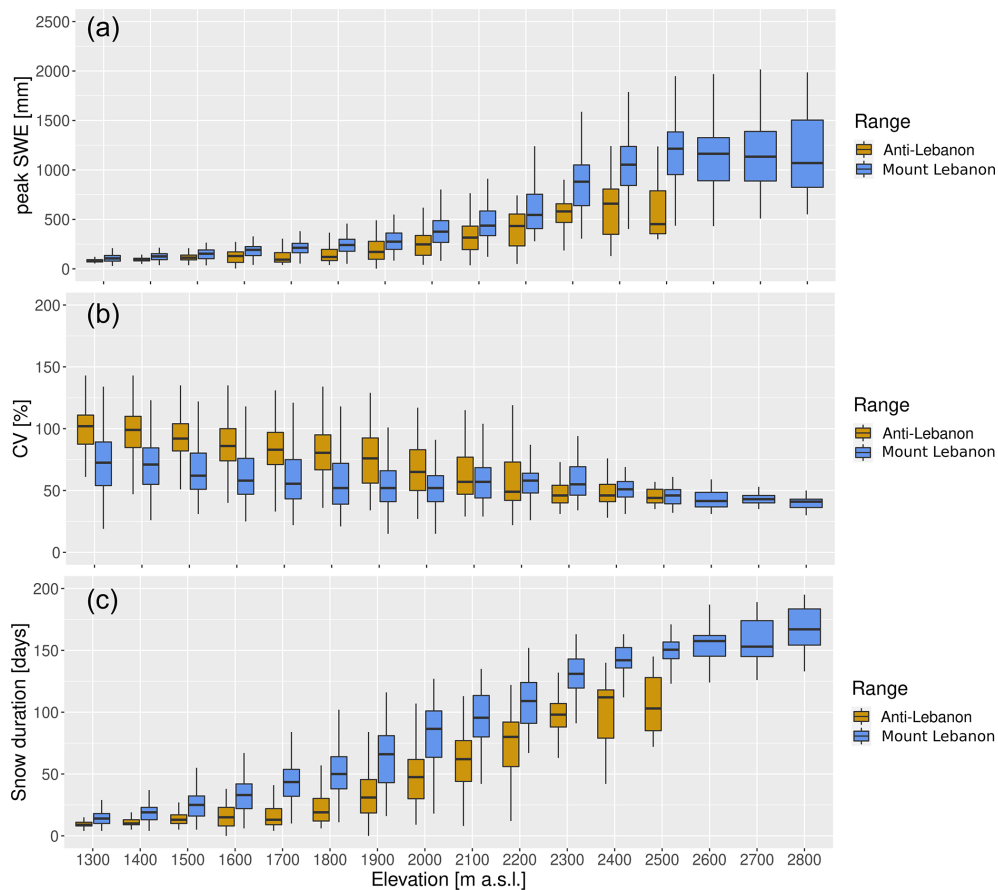 (a)
peak SWE [mm]
2500
2000
1500
1000
500
0
Range
Anti-Lebanon
Mount Lebanon
(b)
CV [%]
200
150
100
50
0
Range
Anti-Lebanon
Mount Lebanon
(c)
Snow duration [days]
200
150
100
50
0
Range
Anti-Lebanon
Mount Lebanon
1300 1400 1500 1600 1700 1800 1900 2000 2100 2200 2300 2400 2500 2600 2700 2800
Elevation [m a.s.l.]